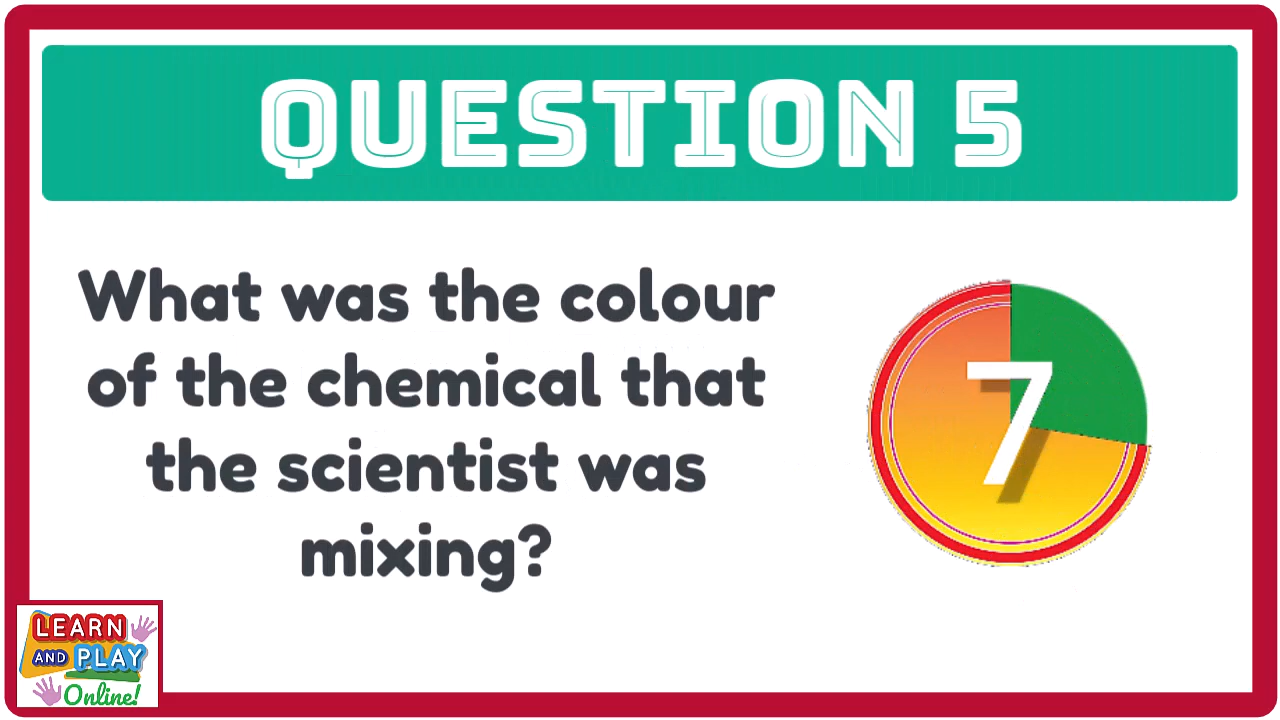 QUESTION 5
What was the colour
of the chemical that
the scientist was
mixing?
7
LEARN
AND PLAY
Online!